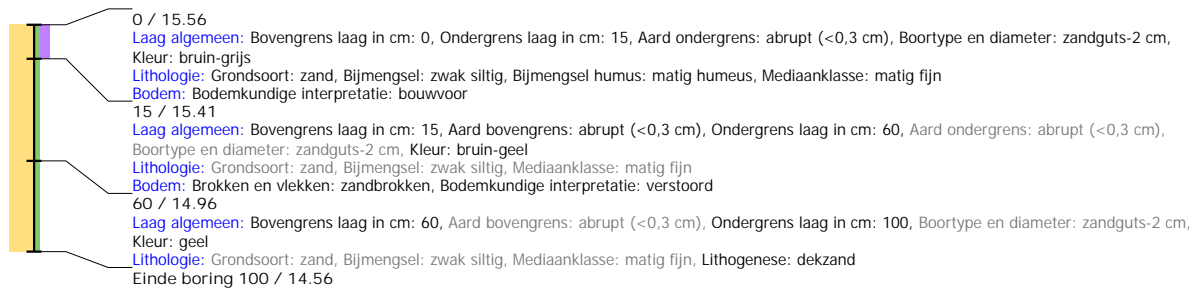 0 / 15.56
Laag algemeen: Bovengrens laag in cm: 0, Ondergrens laag in cm: 15, Aard ondergrens: abrupt (<0,3 cm), Boortype en diameter: zandguts-2 cm,
Kleur: bruin-grijs
Lithologie: Grondsoort: zand, Bijmengsel: zwak siltig, Bijmengsel humus: matig humeus, Mediaanklasse: matig fijn
Bodem: Bodemkundige interpretatie: bouwvoor
15 / 15.41
Laag algemeen: Bovengrens laag in cm: 15, Aard bovengrens: abrupt (<0,3 cm), Ondergrens laag in cm: 60, Aard ondergrens: abrupt (<0,3 cm),
Boortype en diameter: zandguts-2 cm, Kleur: bruin-geel
Lithologie: Grondsoort: zand, Bijmengsel: zwak siltig, Mediaanklasse: matig fijn
Bodem: Brokken en vlekken: zandbrokken, Bodemkundige interpretatie: verstoord
60 / 14.96
Laag algemeen: Bovengrens laag in cm: 60, Aard bovengrens: abrupt (<0,3 cm), Ondergrens laag in cm: 100, Boortype en diameter: zandguts-2 cm,
Kleur: geel
Lithologie: Grondsoort: zand, Bijmengsel: zwak siltig, Mediaanklasse: matig fijn, Lithogenese: dekzand
Einde boring 100 / 14.56